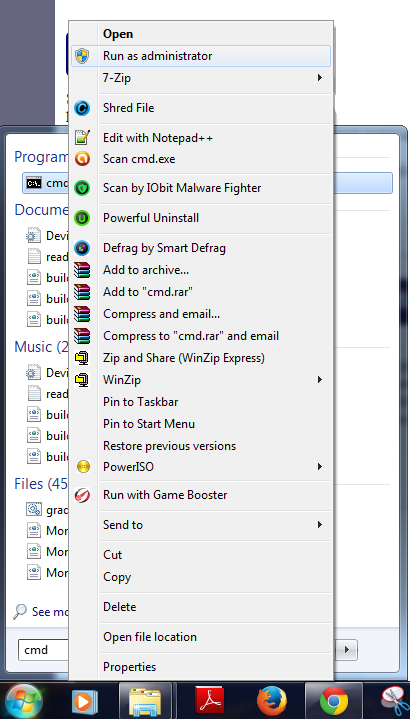 Open
Run as administrator
7-Zip
Shred File
Edit with Notepad++
Scan cmd.exe
Scan by IObit Malware Fighter
Powerful Uninstall
Defrag by Smart Defrag
Add to archive...
Add to "cmd.rar"
Compress and email...
Compress to "cmd.rar" and email
Zip and Share (WinZip Express)
WinZip
Pin to Taskbar
Pin to Start Menu
Restore previous versions
PowerISO
Run with Game Booster
Send to
Cut
Copy
Delete
Open file location
Properties
Program
cmd
Docume
Devi
read
build
build
build
Music (2
Devi
read
build
build
build
Files (45
grad
Mor
Mor
Mor
See mo
cmd